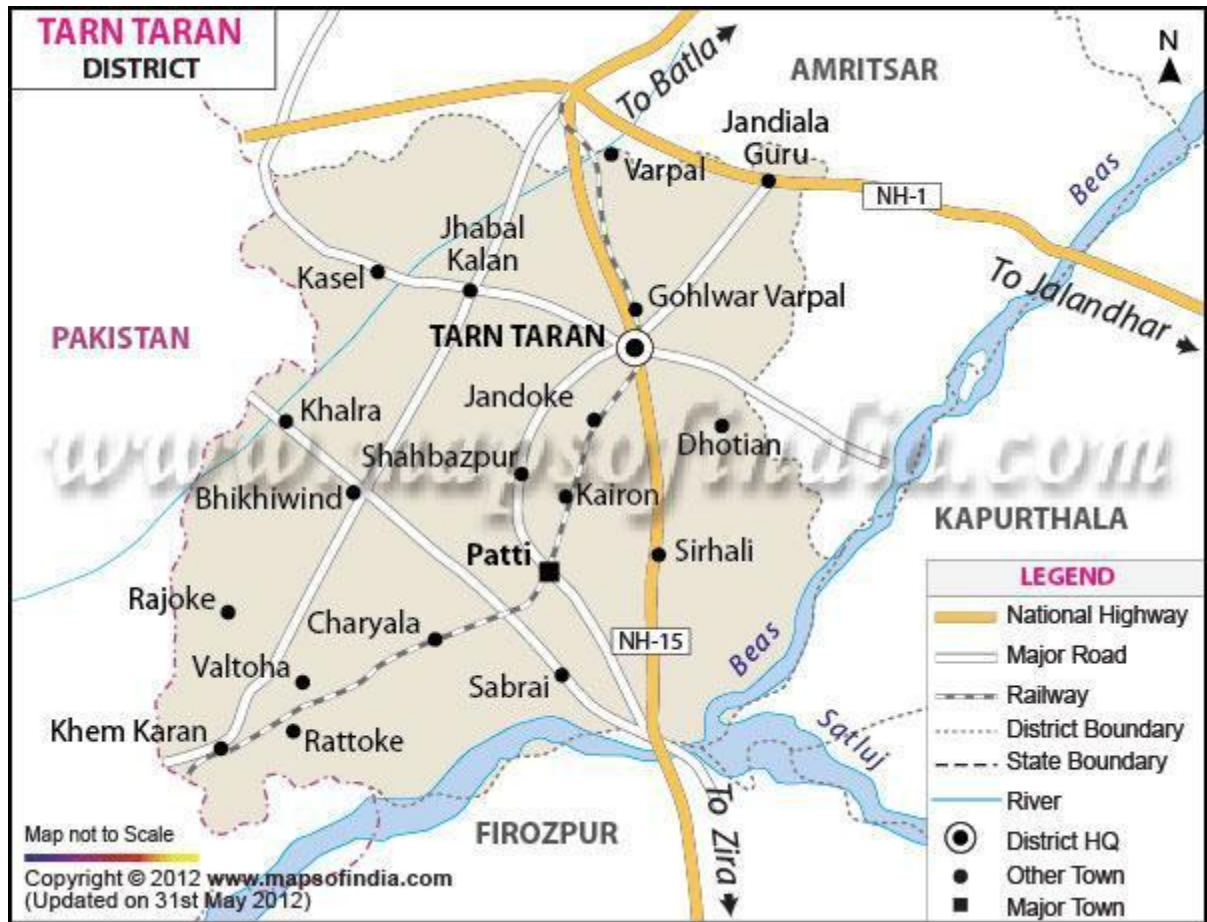 TARN TARAN
DISTRICT
N
To Batla
AMRITSAR
Jandiala
Guru
Varpal
NH-1
Beas
Jhabal
Kalan
Kasel
To Jalandhar
Gohlwar Varpal
PAKISTAN
TARN TARAN
Jandoke
Khalra
Dhotian
www.mapsofindia.com
Shahbazpur
Bhikhiwind
Kairon
KAPURTHALA
Patti
Sirhali
Rajoke
Charyala
NH-15
Beas
Valtoha
Sabrai
Khem Karan
Rattoke
Satluj
To Zira
FIROZPUR
LEGEND
National Highway
Major Road
Railway
District Boundary
State Boundary
River
District HQ
Other Town
Major Town
Map not to Scale
Copyright © 2012 www.mapsofindia.com
(Updated on 31st May 2012)